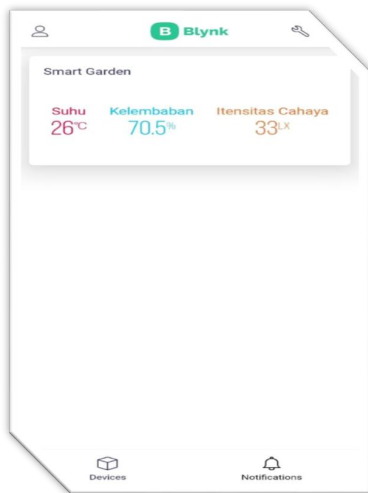 B Blynk
Smart Garden
Suhu Kelembaban Itensitas Cahaya
26°C 70.5% 33LX
Devices Notifications